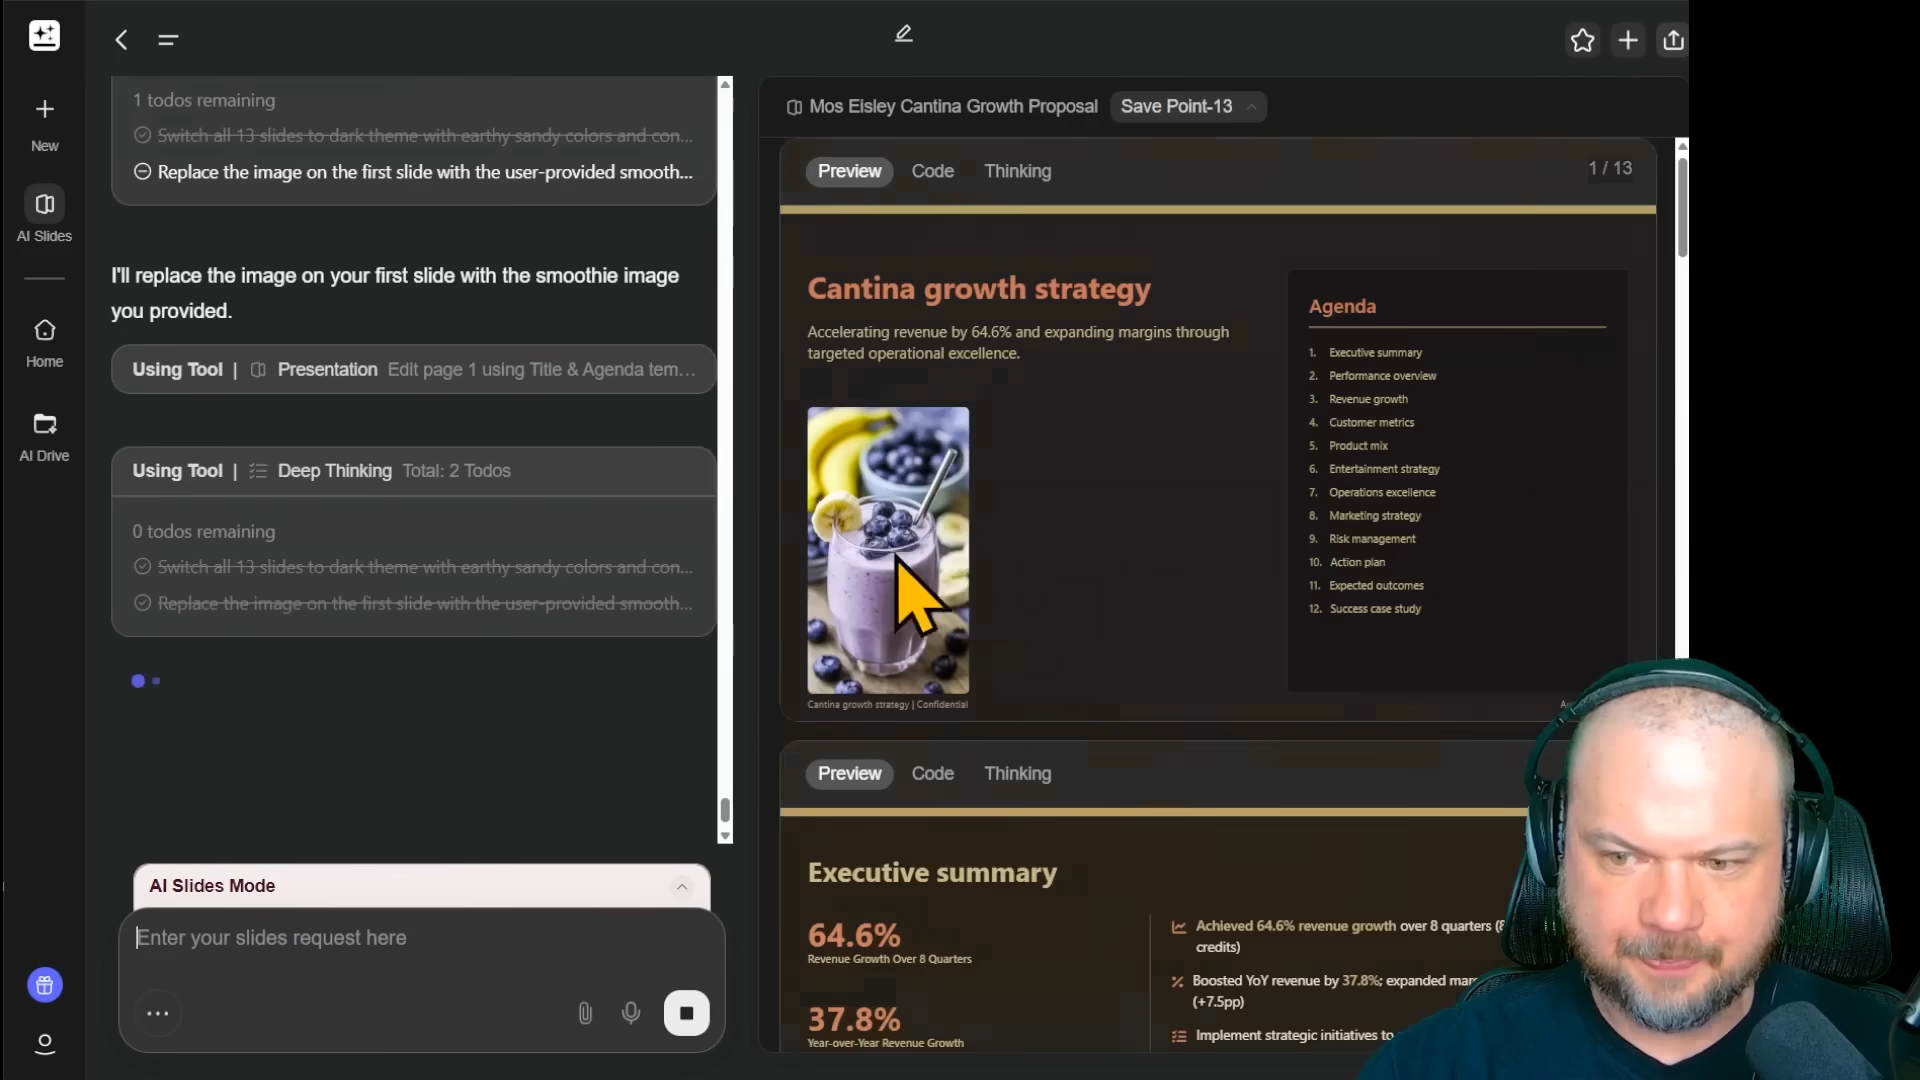 New
AI Slides
Home
AI Drive
1 todos remaining
Switch all 13 slides to dark theme with earthy sandy colors and con...
Replace the image on the first slide with the user-provided smooth...
I'll replace the image on your first slide with the smoothie image
you provided.
Using Tool | Presentation Edit page 1 using Title & Agenda tem...
Using Tool | Deep Thinking Total: 2 Todos
0 todos remaining
Switch all 13 slides to dark theme with earthy sandy colors and con...
Replace the image on the first slide with the user-provided smooth...
AI Slides Mode
Enter your slides request here
Mos Eisley Cantina Growth Proposal Save Point-13
Preview Code Thinking 1 / 13
Cantina growth strategy
Accelerating revenue by 64.6% and expanding margins through
targeted operational excellence.
Cantina growth strategy | Confidential
Agenda
1. Executive summary
2. Performance overview
3. Revenue growth
4. Customer metrics
5. Product mix
6. Entertainment strategy
7. Operations excellence
8. Marketing strategy
9. Risk management
10. Action plan
11. Expected outcomes
12. Success case study
Preview Code Thinking
Executive summary
64.6%
Revenue Growth Over 8 Quarters
37.8%
Year-over-Year Revenue Growth
Achieved 64.6% revenue growth over 8 quarters (8
credits)
Boosted YoY revenue by 37.8%; expanded mar
(+7.5pp)
Implement strategic initiatives to